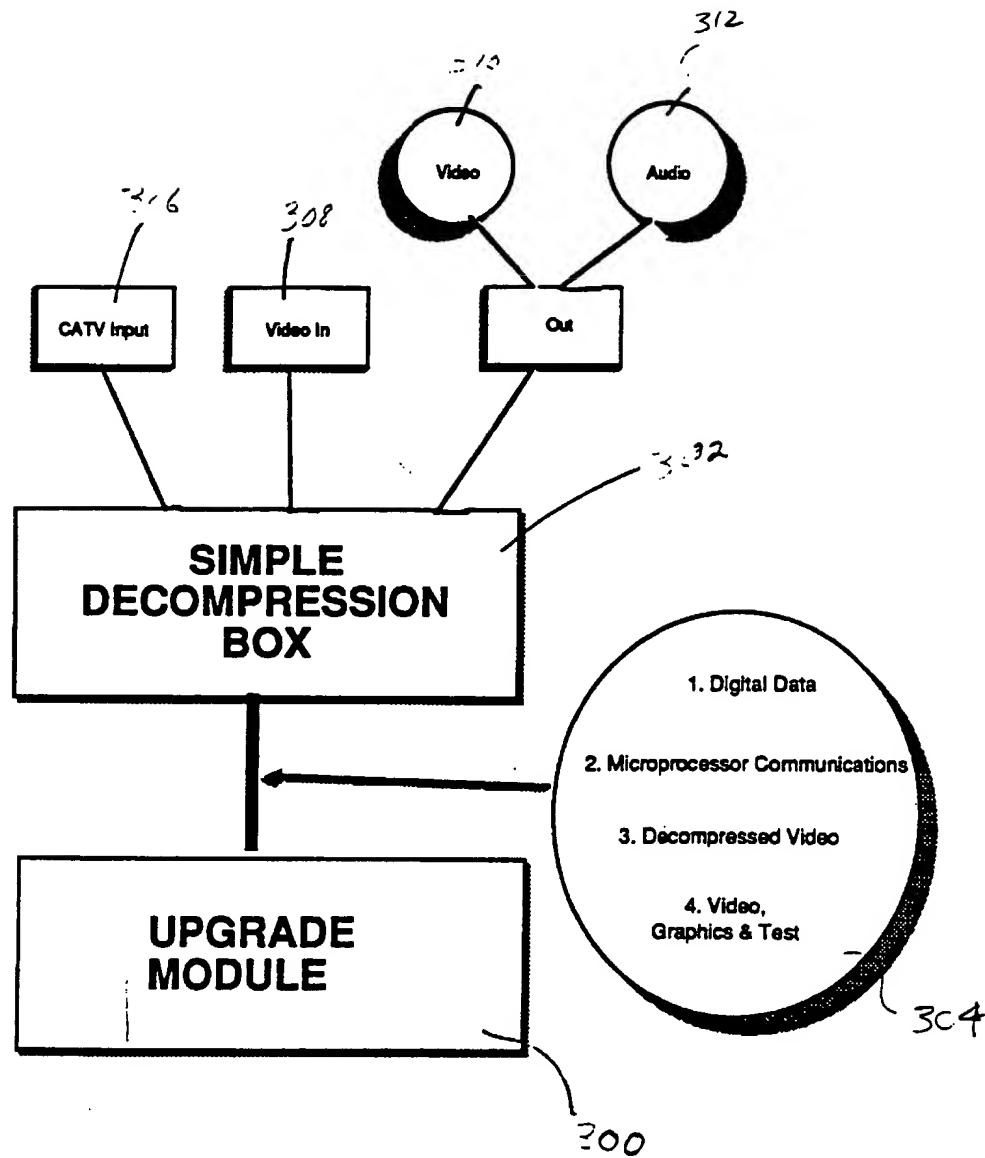 312
308
Video
Audio
CATV Input
Video In
Out
SIMPLE
DECOMPRESSION
BOX
1. Digital Data
2. Microprocessor Communications
3. Decompressed Video
4. Video,
Graphics & Test
UPGRADE
MODULE
304
300